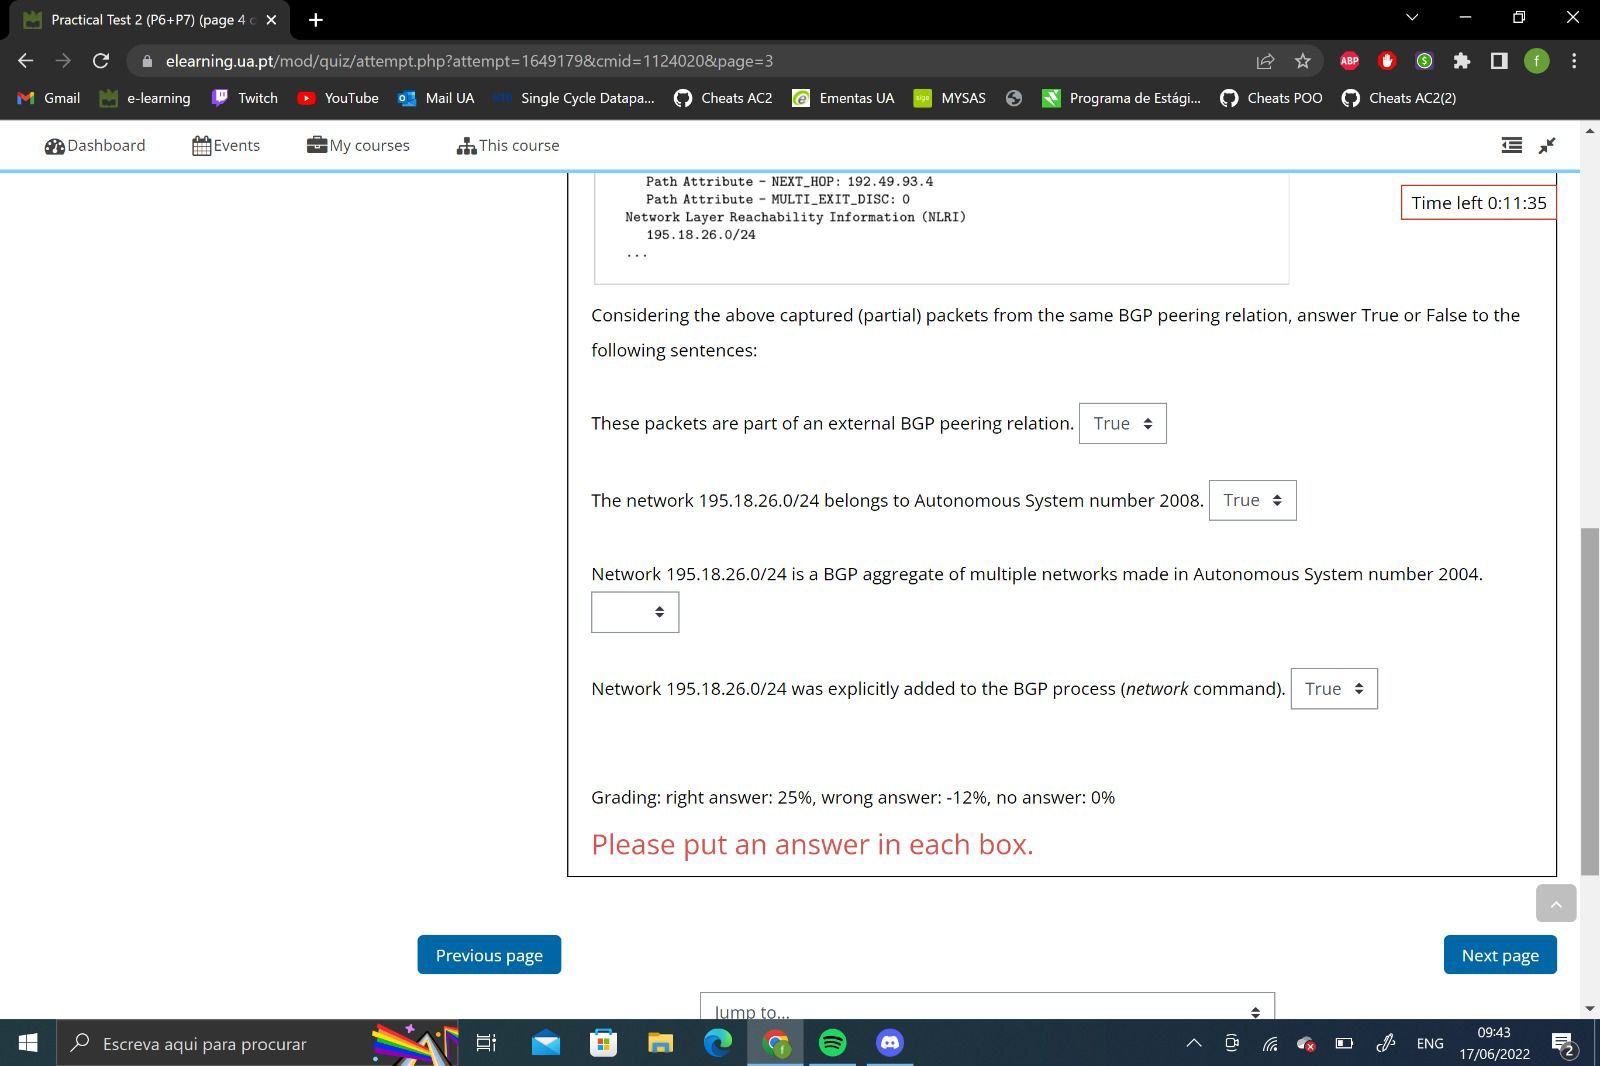 Practical Test 2 (P6+P7) (page 4
elearning.ua.pt/mod/quiz/attempt.php?attempt=1649179&cmid=1124020&page=3
ABP
f
Gmail e-learning Twitch YouTube Mail UA Single Cycle Datapa... Cheats AC2 Ementas UA MYSAS Programa de Estági... Cheats POO Cheats AC2(2)
Dashboard Events My courses This course
Path Attribute - NEXT_HOP: 192.49.93.4
Path Attribute - MULTI_EXIT_DISC: 0
Network Layer Reachability Information (NLRI)
195.18.26.0/24
...
Time left 0:11:35
Considering the above captured (partial) packets from the same BGP peering relation, answer True or False to the
following sentences:
These packets are part of an external BGP peering relation. True
The network 195.18.26.0/24 belongs to Autonomous System number 2008. True
Network 195.18.26.0/24 is a BGP aggregate of multiple networks made in Autonomous System number 2004.
Network 195.18.26.0/24 was explicitly added to the BGP process (network command). True
Grading: right answer: 25%, wrong answer: -12%, no answer: 0%
Please put an answer in each box.
Previous page
Next page
Jump to...
Escreva aqui para procurar
f
ENG
09:43
17/06/2022
2